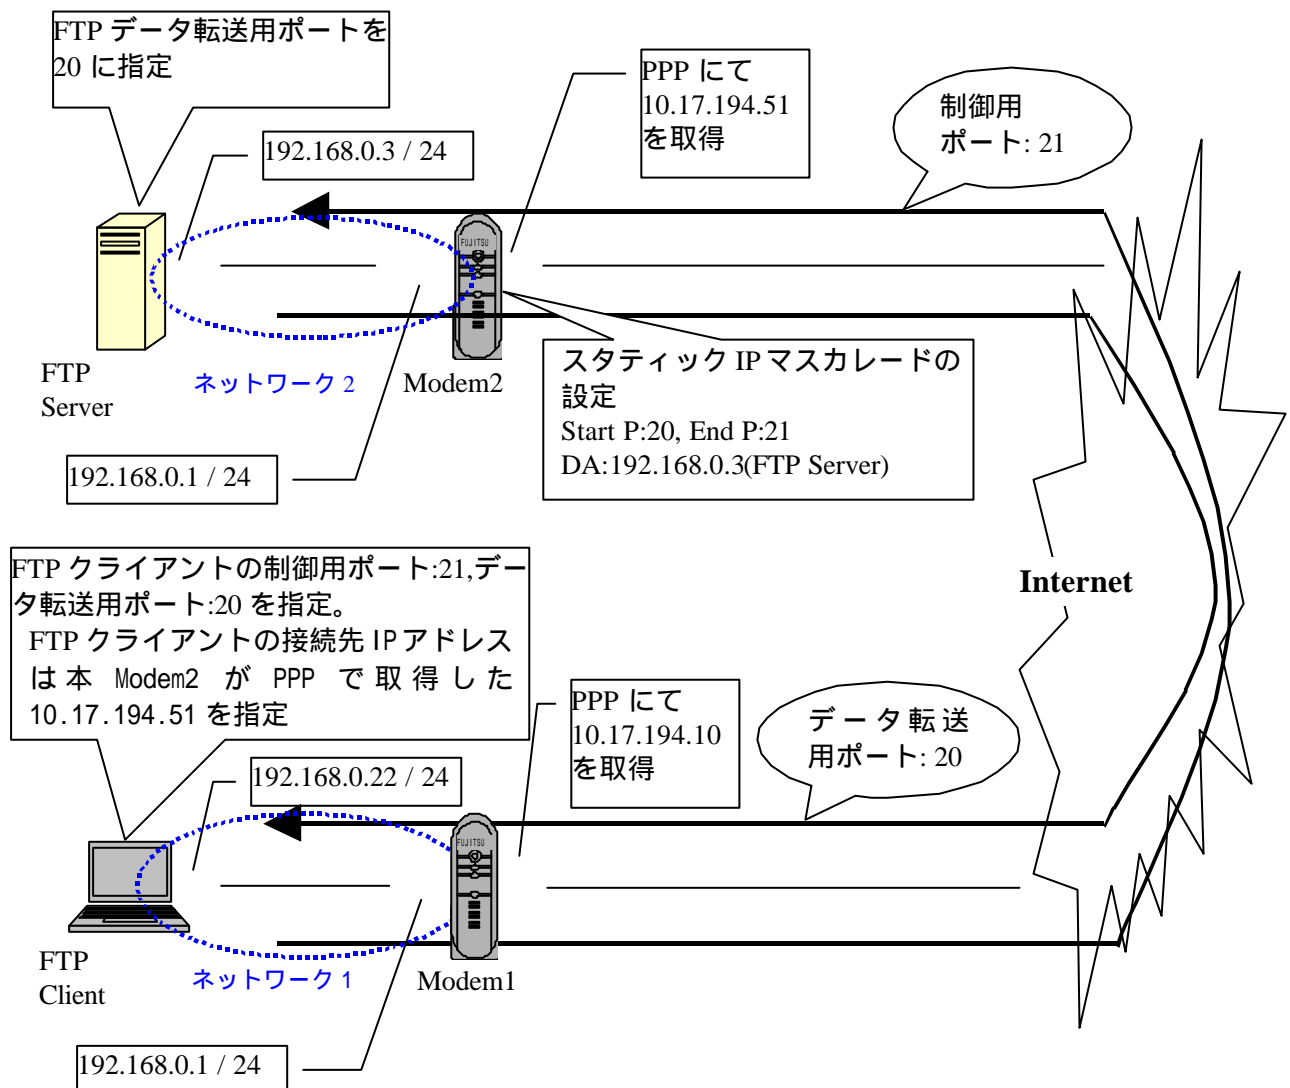 FTP データ転送用ポートを
20 に指定
PPP にて
10.17.194.51
を取得
制御用
ポート: 21
192.168.0.3 / 24
FUJITSU
FTP
Server
ネットワーク 2
Modem2
スタティック IP マスカレードの
設定
Start P:20, End P:21
DA:192.168.0.3(FTP Server)
192.168.0.1 / 24
FTP クライアントの制御用ポート:21,デー
タ転送用ポート:20 を指定。
FTP クライアントの接続先 IP アドレス
は本 Modem2 が PPP で取得した
10.17.194.51 を指定
Internet
PPP にて
10.17.194.10
を取得
データ転送
用ポート: 20
192.168.0.22 / 24
FUJITSU
FTP
Client
ネットワーク 1
Modem1
192.168.0.1 / 24